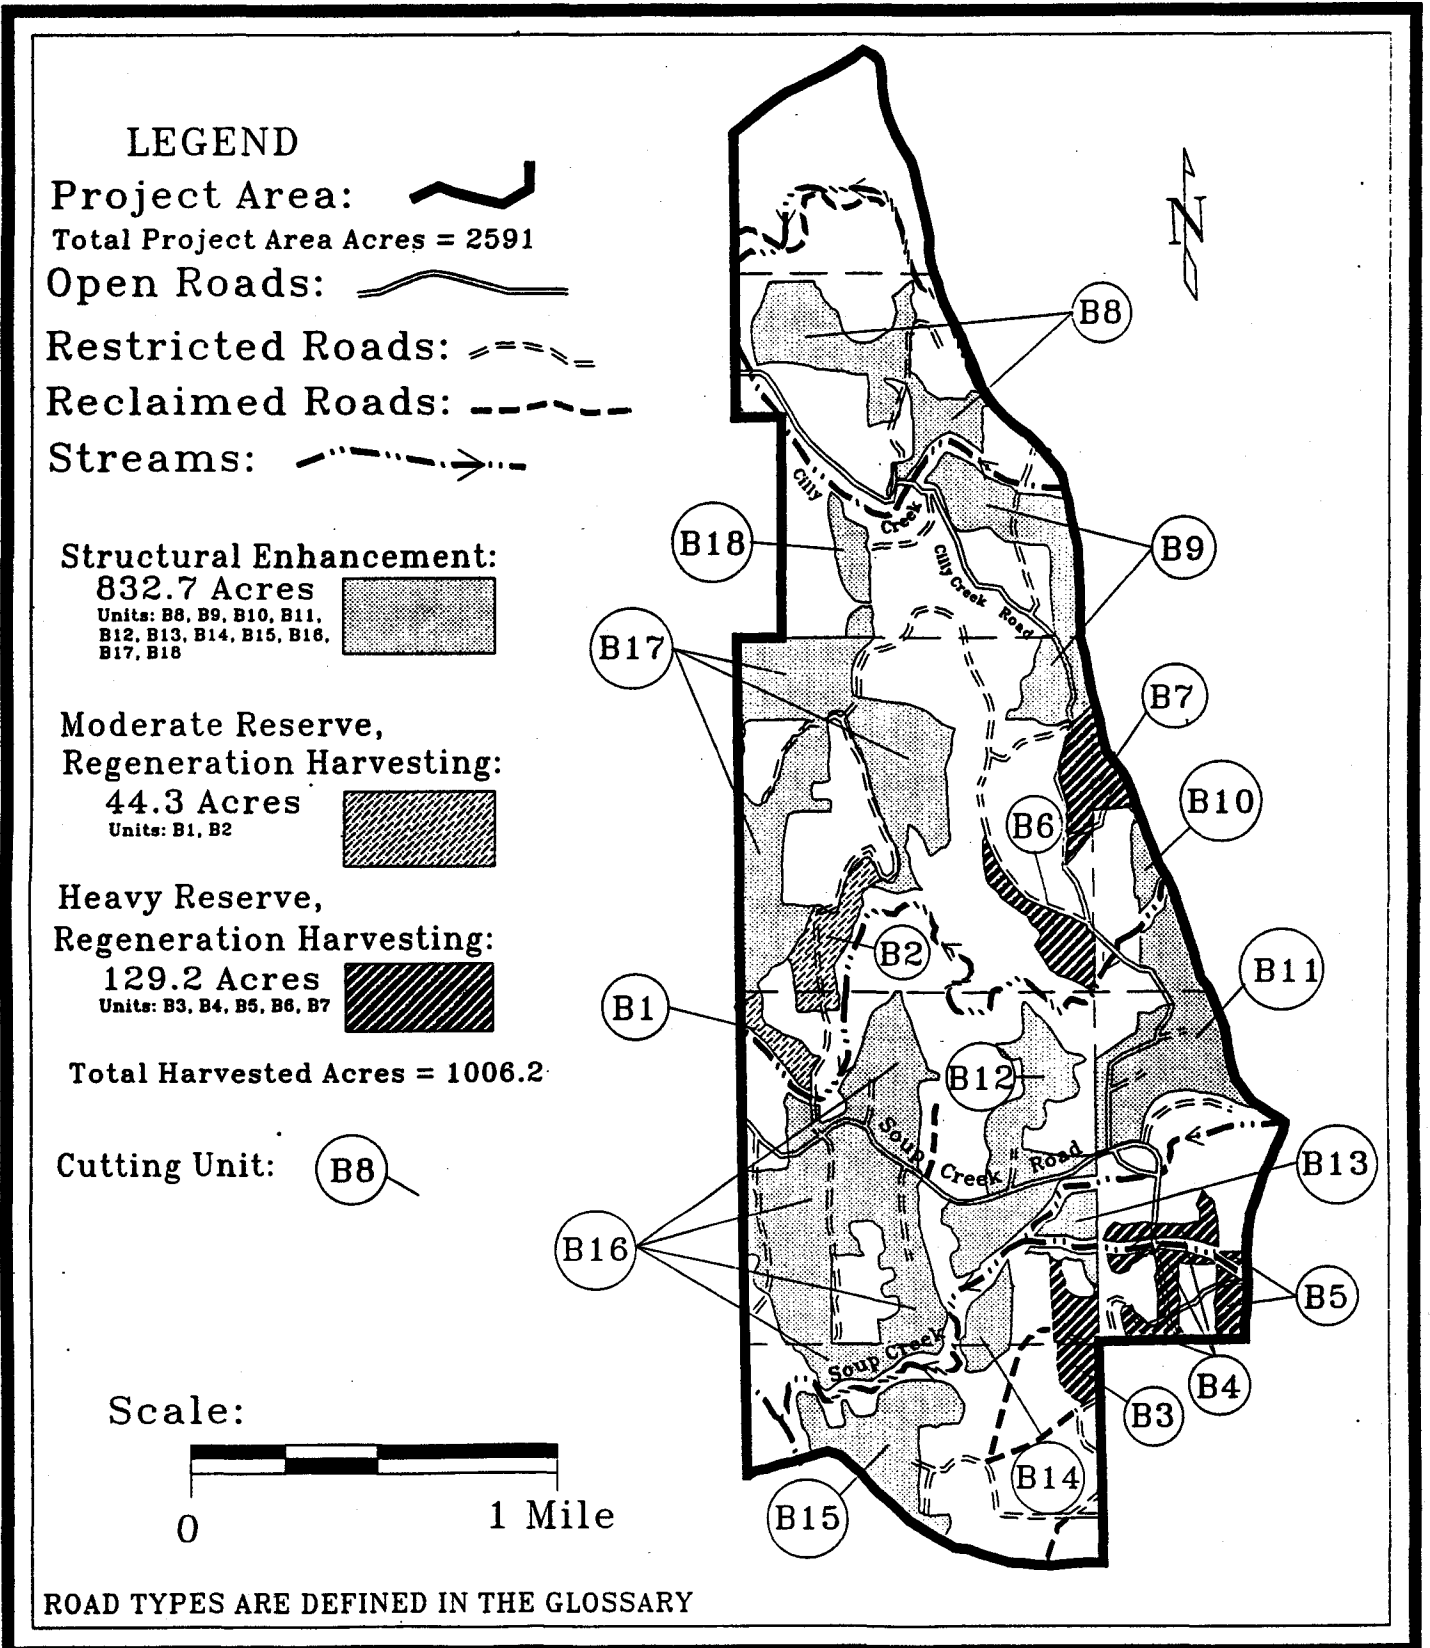 LEGEND
Project Area:
Total Project Area Acres = 2591
Open Roads:
Restricted Roads:
Reclaimed Roads:
Streams:
Structural Enhancement:
832.7 Acres
Units: B8, B9, B10, B11,
B12, B13, B14, B15, B16,
B17, B18
Moderate Reserve,
Regeneration Harvesting:
44.3 Acres
Units: B1, B2
Heavy Reserve,
Regeneration Harvesting:
129.2 Acres
Units: B3, B4, B5, B6, B7
Total Harvested Acres = 1006.2
Cutting Unit:
B8
Scale:
0
1 Mile
ROAD TYPES ARE DEFINED IN THE GLOSSARY
N
B8
Cilly
Creek
B18
B9
Cilly Creek Road
B17
B7
B10
B6
B2
B11
B1
B12
Soup Creek Road
B13
B16
B5
Soup Creek
B4
B3
B14
B15